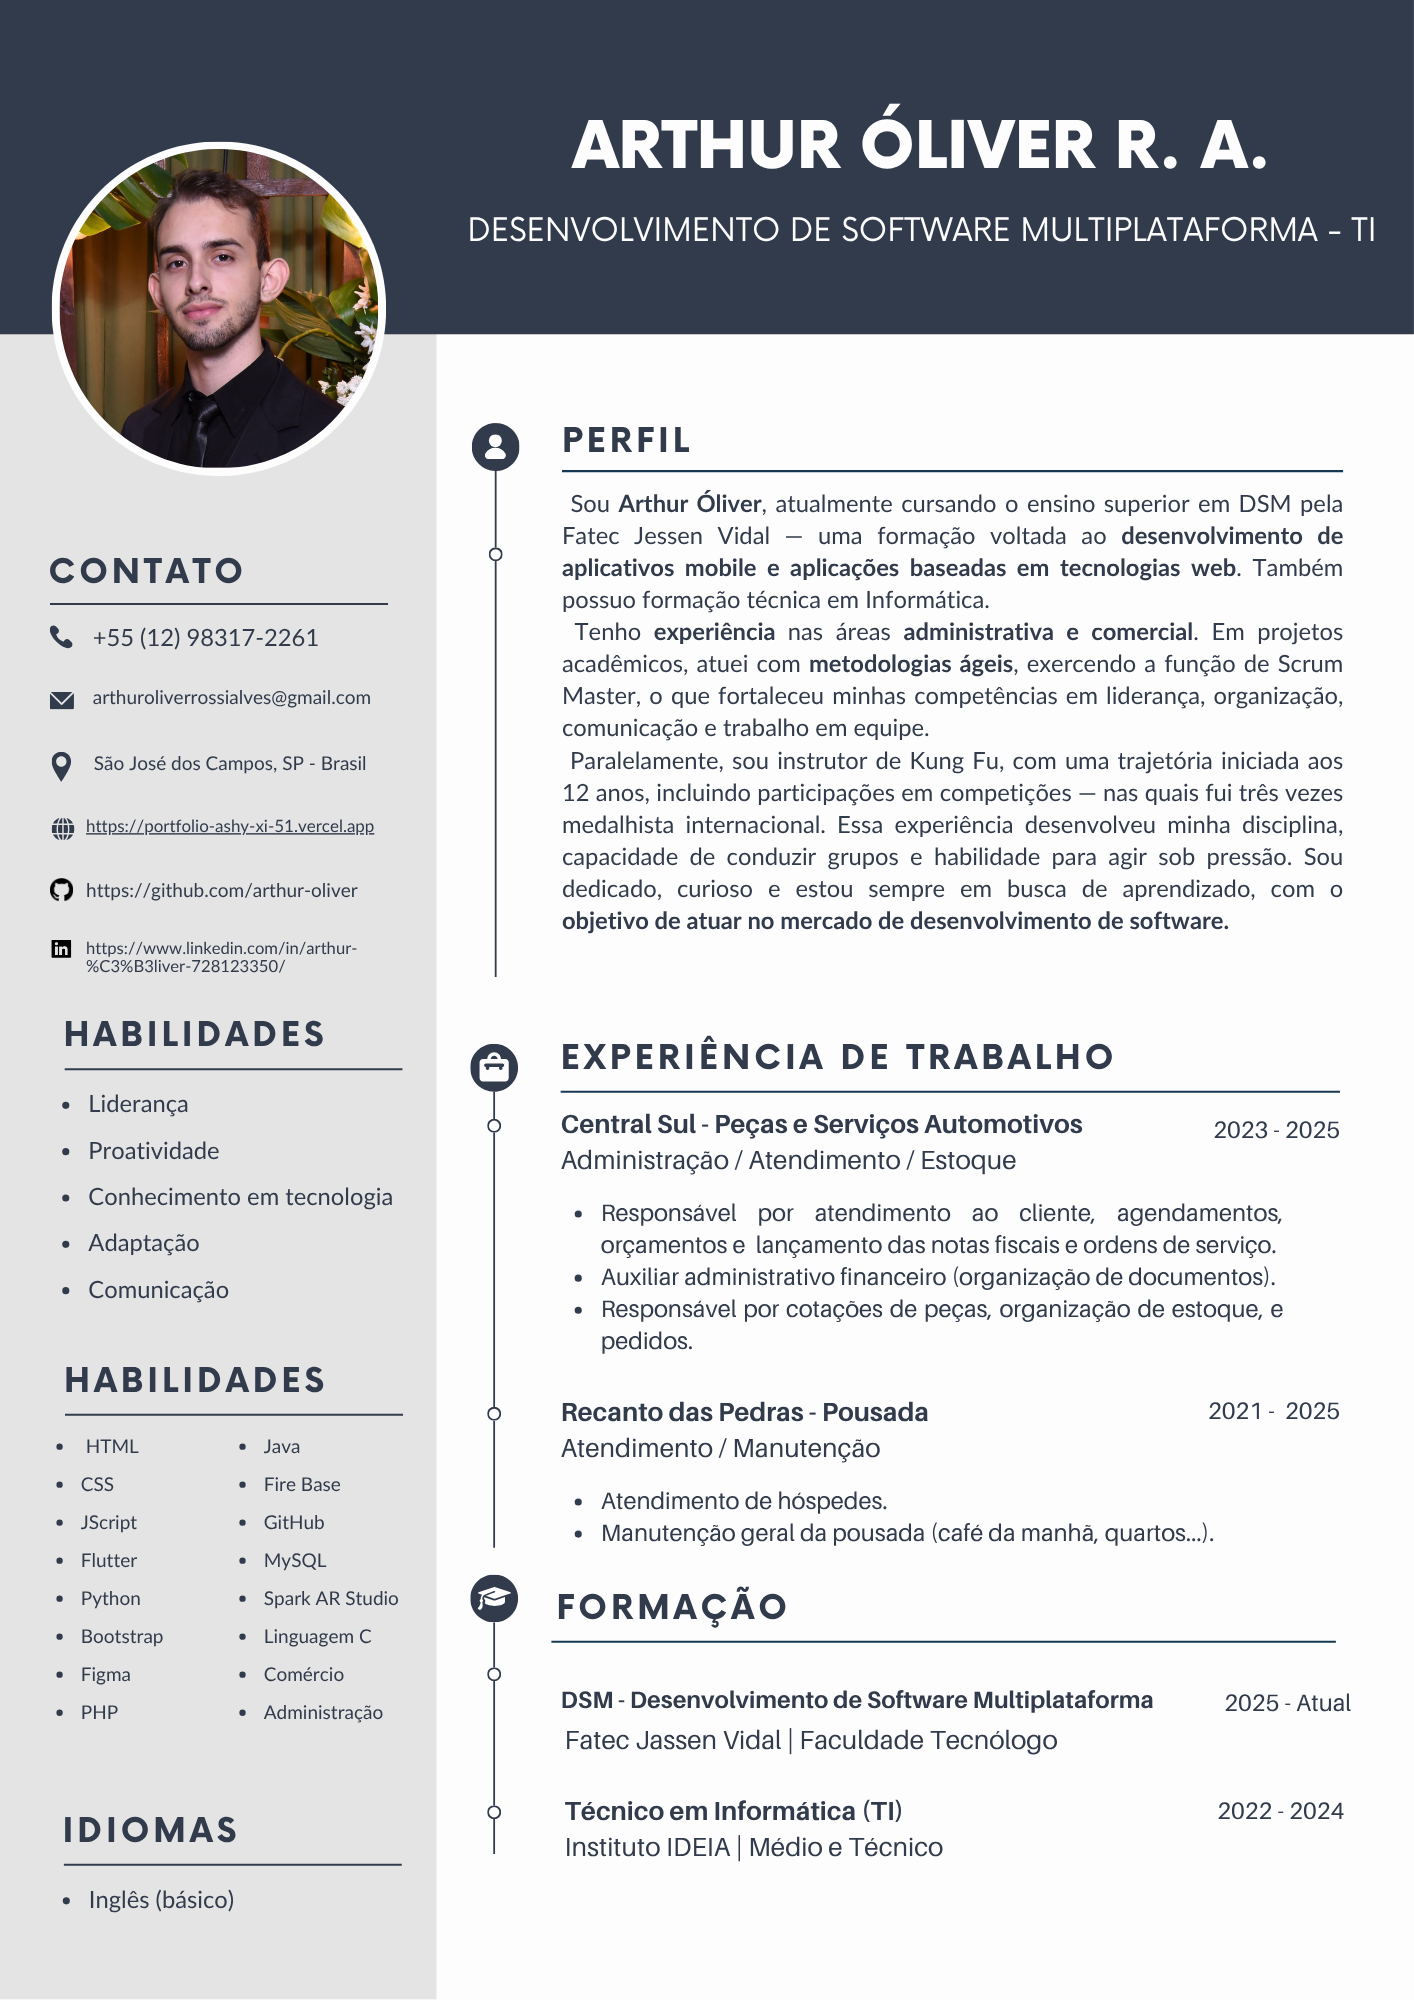 ARTHUR ÓLIVER R. A.
DESENVOLVIMENTO DE SOFTWARE MULTIPLATAFORMA – TI
CONTATO
+55 (12) 98317-2261
arthuroliverrossialves@gmail.com
São José dos Campos, SP - Brasil
https://portfolio-ashy-xi-51.vercel.app
https://github.com/arthur-oliver
in
https://www.linkedin.com/in/arthur-
%C3%B3liver-728123350/
HABILIDADES
• Liderança
• Proatividade
• Conhecimento em tecnologia
• Adaptação
• Comunicação
HABILIDADES
• HTML
• CSS
• JScript
• Flutter
• Python
• Bootstrap
• Figma
• PHP
• Java
• Fire Base
• GitHub
• MySQL
• Spark AR Studio
• Linguagem C
• Comércio
• Administração
IDIOMAS
• Inglês (básico)
PERFIL
Sou Arthur Óliver, atualmente cursando o ensino superior em DSM pela
Fatec Jessen Vidal — uma formação voltada ao desenvolvimento de
aplicativos mobile e aplicações baseadas em tecnologias web. Também
possuo formação técnica em Informática.
Tenho experiência nas áreas administrativa e comercial. Em projetos
acadêmicos, atuei com metodologias ágeis, exercendo a função de Scrum
Master, o que fortaleceu minhas competências em liderança, organização,
comunicação e trabalho em equipe.
Paralelamente, sou instrutor de Kung Fu, com uma trajetória iniciada aos
12 anos, incluindo participações em competições — nas quais fui três vezes
medalhista internacional. Essa experiência desenvolveu minha disciplina,
capacidade de conduzir grupos e habilidade para agir sob pressão. Sou
dedicado, curioso e estou sempre em busca de aprendizado, com o
objetivo de atuar no mercado de desenvolvimento de software.
EXPERIÊNCIA DE TRABALHO
Central Sul - Peças e Serviços Automotivos 2023 - 2025
Administração / Atendimento / Estoque
• Responsável por atendimento ao cliente, agendamentos,
orçamentos e lançamento das notas fiscais e ordens de serviço.
• Auxiliar administrativo financeiro (organização de documentos).
• Responsável por cotações de peças, organização de estoque, e
pedidos.
Recanto das Pedras - Pousada 2021 - 2025
Atendimento / Manutenção
• Atendimento de hóspedes.
• Manutenção geral da pousada (café da manhã, quartos...).
FORMAÇÃO
DSM - Desenvolvimento de Software Multiplataforma 2025 - Atual
Fatec Jassen Vidal | Faculdade Tecnólogo
Técnico em Informática (TI) 2022 - 2024
Instituto IDEIA | Médio e Técnico